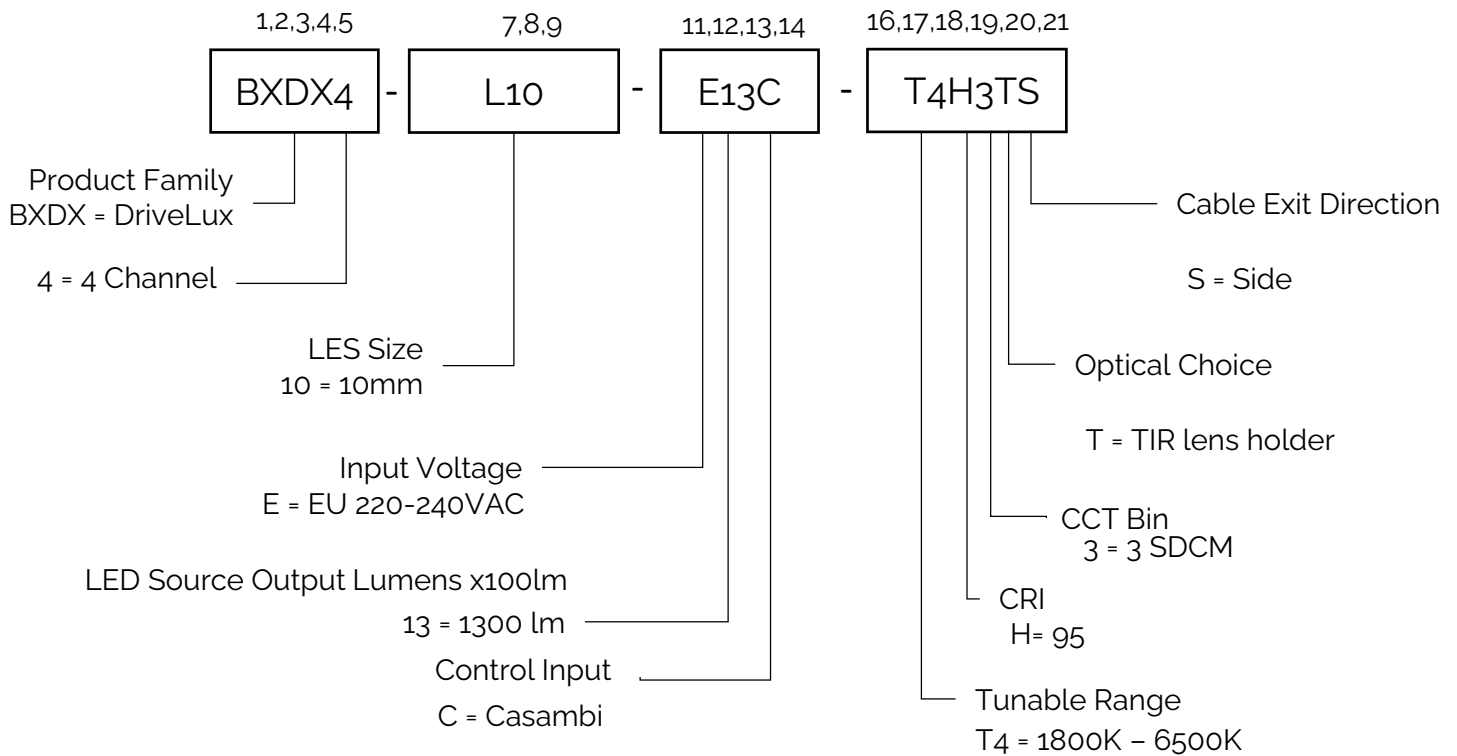 1,2,3,4,5 7,8,9 11,12,13,14 16,17,18,19,20,21
BXDX4 - L10 - E13C - T4H3TS
Product Family
BXDX = DriveLux
4 = 4 Channel
LES Size
10 = 10mm
Input Voltage
E = EU 220-240VAC
LED Source Output Lumens x100lm
13 = 1300 lm
Control Input
C = Casambi
Cable Exit Direction
S = Side
Optical Choice
T = TIR lens holder
CCT Bin
3 = 3 SDCM
CRI
H= 95
Tunable Range
T4 = 1800K – 6500K